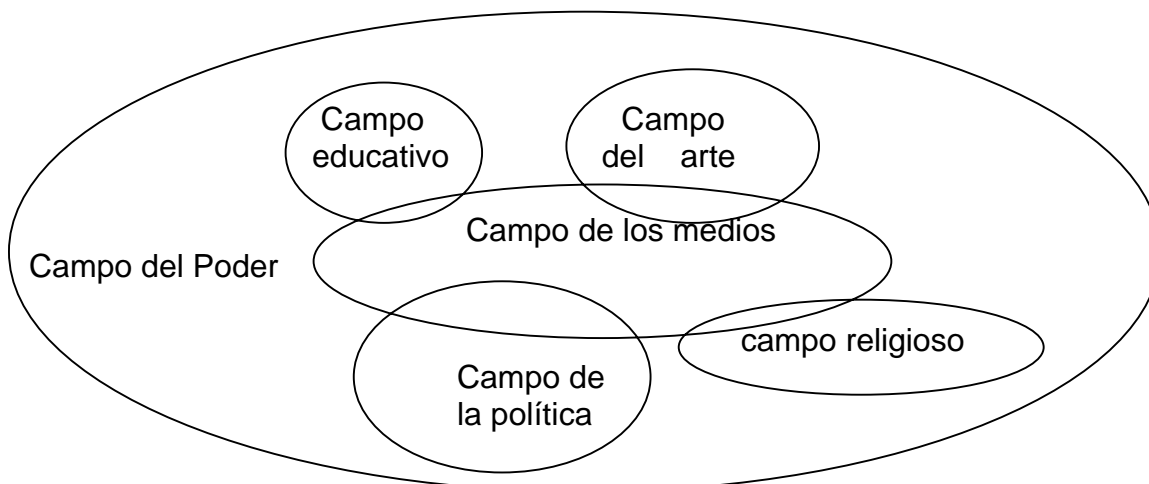 Campo
educativo
Campo
del arte
Campo de los medios
Campo del Poder
campo religioso
Campo de
la política